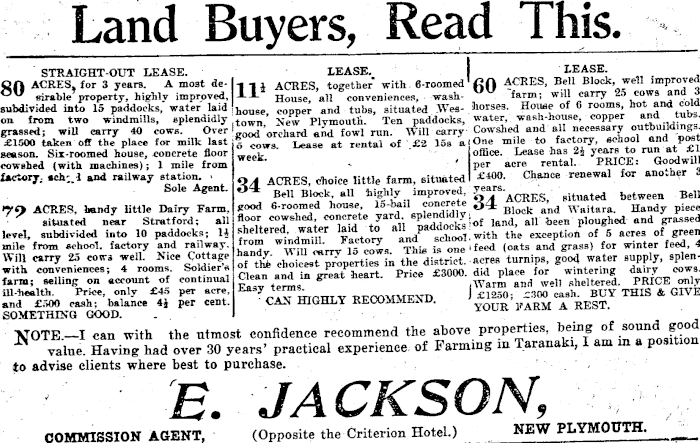 Land Buyers, Read This.
STRAIGHT-OUT LEASE.
80 ACRES, for 3 years. A most de-
sirable property, highly improved,
subdivided into 15 paddocks, water laid
on from two windmills, splendidly
grassed; will carry 40 cows. Over
£1500 taken off the place for milk last
season. Six-roomed house, concrete floor
cowshed (with machines); 1 mile from
factory, and railway station.
Sole Agent.
72 ACRES, handy little Dairy Farm,
situated near Stratford; all
level, subdivided into 10 paddocks; 1½
mile from school, factory and railway.
Will carry 25 cows well. Nice Cottage
with conveniences; 4 rooms. Soldier's
farm; selling on account of continual
ill-health. Price, only £45 per acre,
and £500 cash; balance 4½ per cent.
SOMETHING GOOD.
LEASE.
11½ ACRES, together with 6-roomed
House, all conveniences, wash-
house, copper and tubs, situated Wes-
town, New Plymouth. Ten paddocks,
good orchard and fowl run. Will carry
5 cows. Lease at rental of £2 15s a
week.
34 ACRES, choice little farm, situated
Bell Block, all highly improved,
good 6-roomed house, 15-bail concrete
floor cowshed, concrete yard, splendidly
sheltered, water laid to all paddocks
from windmill. Factory and school
handy. Will carry 15 cows. This is one
of the choicest properties in the district.
Clean and in great heart. Price £3000.
Easy terms.
CAN HIGHLY RECOMMEND.
LEASE.
60 ACRES, Bell Block, well improved
farm; will carry 25 cows and 3
horses. House of 6 rooms, hot and cold
water, wash-house, copper and tubs.
Cowshed and all necessary outbuildings.
One mile to factory, school and post
office. Lease has 2½ years to run at £1
per acre rental. PRICE: Goodwill
£400. Chance renewal for another 3
years.
34 ACRES, situated between Bell
Block and Waitara. Handy piece
of land, all been ploughed and grassed
with the exception of 5 acres of green
feed (oats and grass) for winter feed, 4
acres turnips, good water supply, splen-
did place for wintering dairy cows.
Warm and well sheltered. PRICE only
£1250; £300 cash. BUY THIS & GIVE
YOUR FARM A REST.
NOTE.—I can with the utmost confidence recommend the above properties, being of sound good
value. Having had over 30 years' practical experience of Farming in Taranaki, I am in a position
to advise clients where best to purchase.
E. JACKSON,
COMMISSION AGENT, (Opposite the Criterion Hotel.) NEW PLYMOUTH.